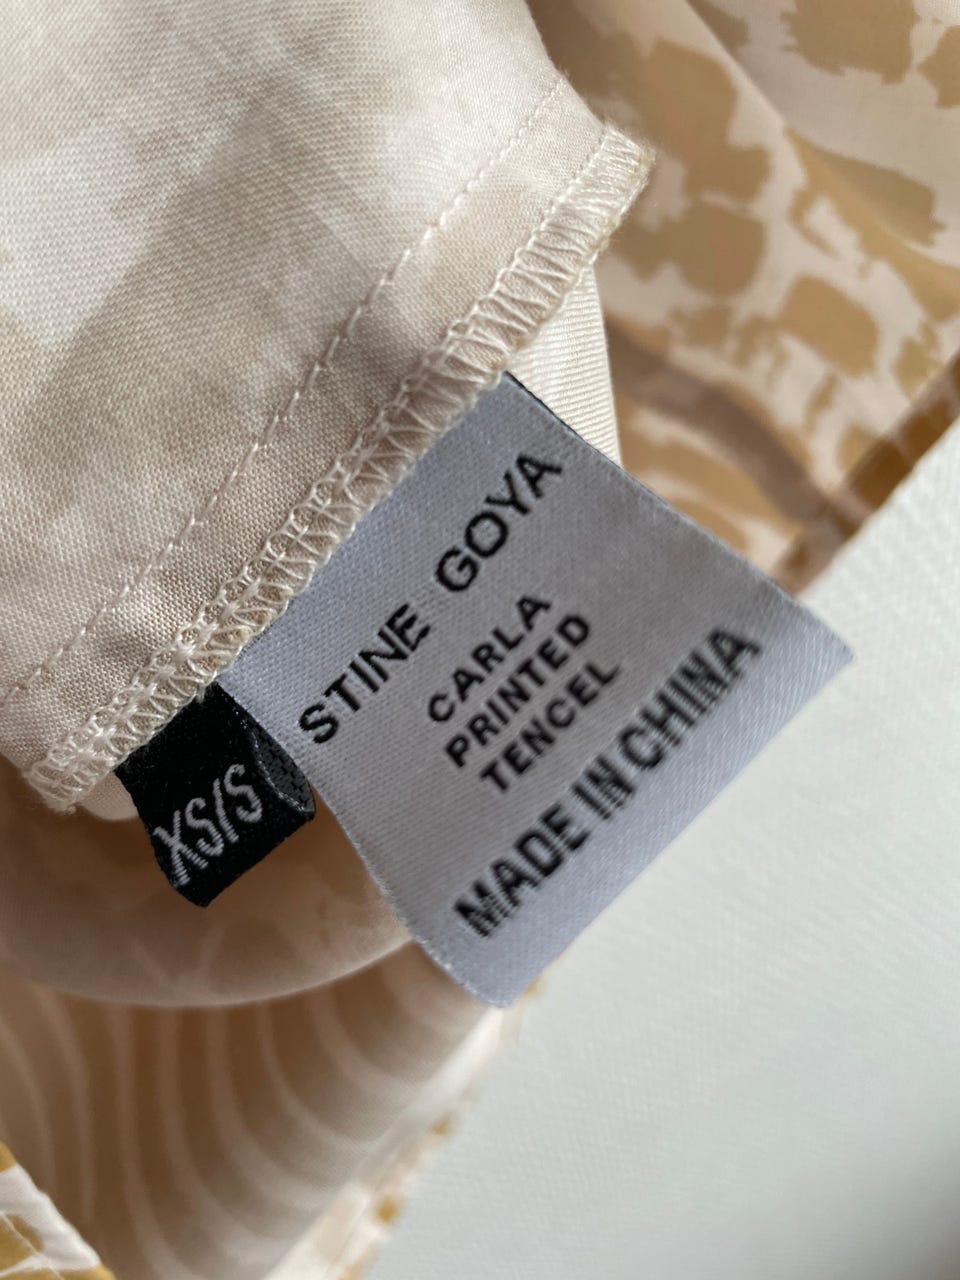 STINE GOYA
CARLA
PRINTED
TENCEL
MADE IN CHINA
XS/S